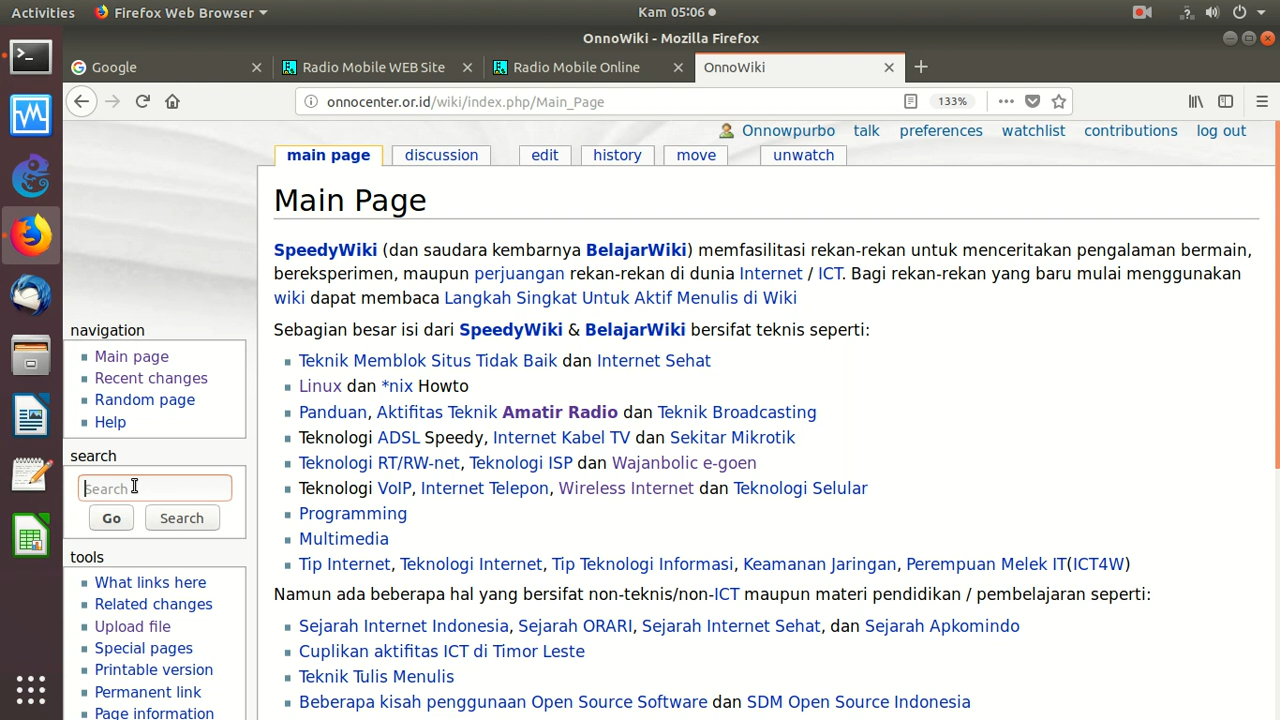 Activities Firefox Web Browser Kam 05:06
OnnoWiki - Mozilla Firefox
Google Radio Mobile WEB Site Radio Mobile Online OnnoWiki
onnocenter.or.id/wiki/index.php/Main_Page 133%
Onnowpurbo talk preferences watchlist contributions log out
main page discussion edit history move unwatch
Main Page
SpeedyWiki (dan saudara kembarnya BelajarWiki) memfasilitasi rekan-rekan untuk menceritakan pengalaman bermain,
bereksperimen, maupun perjuangan rekan-rekan di dunia Internet / ICT. Bagi rekan-rekan yang baru mulai menggunakan
wiki dapat membaca Langkah Singkat Untuk Aktif Menulis di Wiki
Sebagian besar isi dari SpeedyWiki & BelajarWiki bersifat teknis seperti:
Teknik Memblok Situs Tidak Baik dan Internet Sehat
Linux dan *nix Howto
Panduan, Aktifitas Teknik Amatir Radio dan Teknik Broadcasting
Teknologi ADSL Speedy, Internet Kabel TV dan Sekitar Mikrotik
Teknologi RT/RW-net, Teknologi ISP dan Wajanbolic e-goen
Teknologi VoIP, Internet Telepon, Wireless Internet dan Teknologi Selular
Programming
Multimedia
Tip Internet, Teknologi Internet, Tip Teknologi Informasi, Keamanan Jaringan, Perempuan Melek IT(ICT4W)
Namun ada beberapa hal yang bersifat non-teknis/non-ICT maupun materi pendidikan / pembelajaran seperti:
Sejarah Internet Indonesia, Sejarah ORARI, Sejarah Internet Sehat, dan Sejarah Apkomindo
Cuplikan aktifitas ICT di Timor Leste
Teknik Tulis Menulis
Beberapa kisah penggunaan Open Source Software dan SDM Open Source Indonesia
navigation
Main page
Recent changes
Random page
Help
search
Search
Go Search
tools
What links here
Related changes
Upload file
Special pages
Printable version
Permanent link
Page information